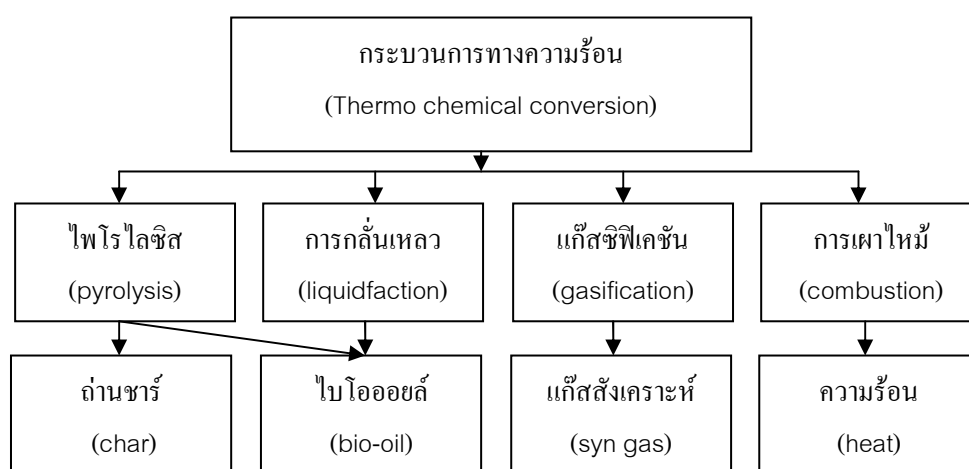 กระบวนการทางความร้อน
(Thermo chemical conversion)
ไพโรไลซิส
(pyrolysis)
การกลั่นเหลว
(liquidfaction)
แก๊สซิฟิเคชัน
(gasification)
การเผาไหม้
(combustion)
ถ่านชาร์
(char)
ไบโอออยล์
(bio-oil)
แก๊สสังเคราะห์
(syn gas)
ความร้อน
(heat)